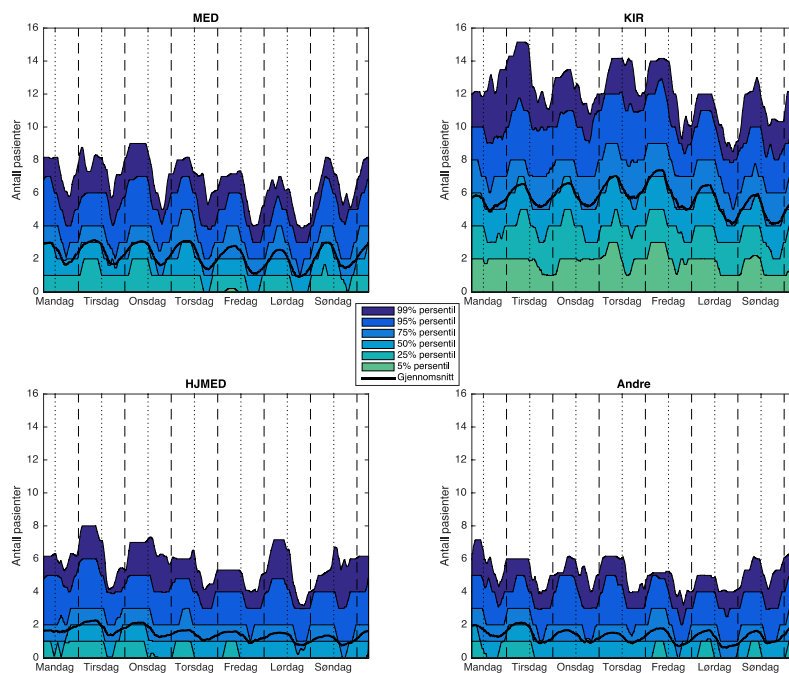 MED
KIR
16
14
12
10
8
6
4
2
0
Antall pasienter
Mandag Tirsdag Onsdag Torsdag Fredag Lørdag Søndag
16
14
12
10
8
6
4
2
0
Antall pasienter
Mandag Tirsdag Onsdag Torsdag Fredag Lørdag Søndag
99% persentil
95% persentil
75% persentil
50% persentil
25% persentil
5% persentil
Gjennomsnitt
HJMED
Andre
16
14
12
10
8
6
4
2
0
Antall pasienter
Mandag Tirsdag Onsdag Torsdag Fredag Lørdag Søndag
16
14
12
10
8
6
4
2
0
Antall pasienter
Mandag Tirsdag Onsdag Torsdag Fredag Lørdag Søndag